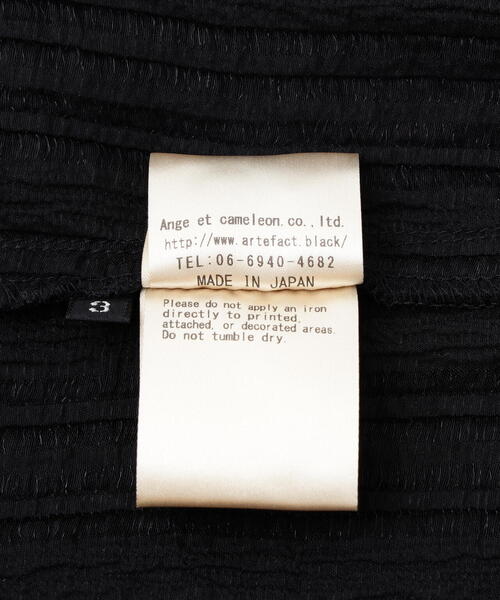 Ange et cameleon.co.,ltd.
http://www.artefact.black/
TEL:06-6940-4682
MADE IN JAPAN
3
Please do not apply an iron
directly to printed,
attached, or decorated areas.
Do not tumble dry.